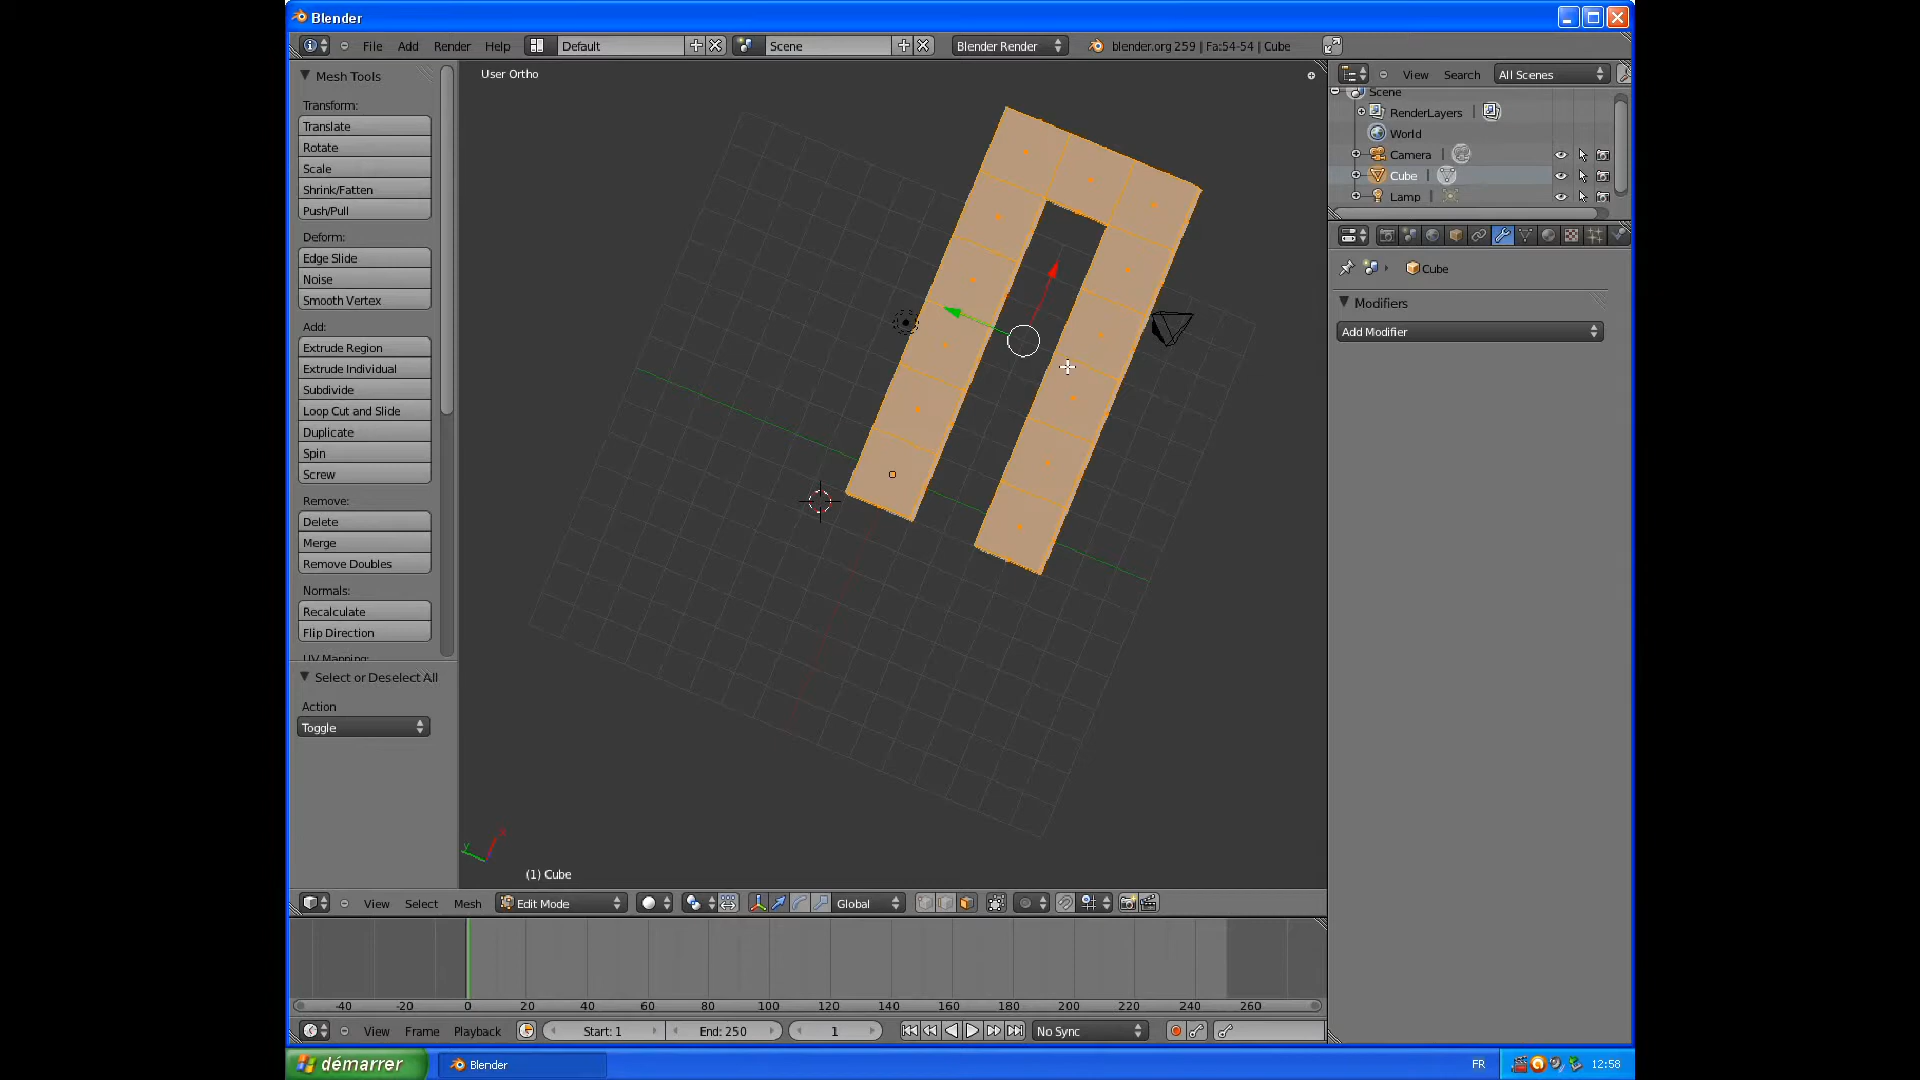 Blender
File Add Render Help Default Scene Blender Render blender.org 259 | Fa:54-54 | Cube
Mesh Tools
Transform:
Translate
Rotate
Scale
Shrink/Fatten
Push/Pull
Deform:
Edge Slide
Noise
Smooth Vertex
Add:
Extrude Region
Extrude Individual
Subdivide
Loop Cut and Slide
Duplicate
Spin
Screw
Remove:
Delete
Merge
Remove Doubles
Normals:
Recalculate
Flip Direction
UV Mapping:
Select or Deselect All
Action
Toggle
User Ortho
y x
(1) Cube
View Search All Scenes
Scene
RenderLayers
World
Camera
Cube
Lamp
Cube
Modifiers
Add Modifier
View Select Mesh Edit Mode Global
-40 -20 0 20 40 60 80 100 120 140 160 180 200 220 240 260
View Frame Playback Start: 1 End: 250 1 No Sync
démarrer Blender FR 12:58